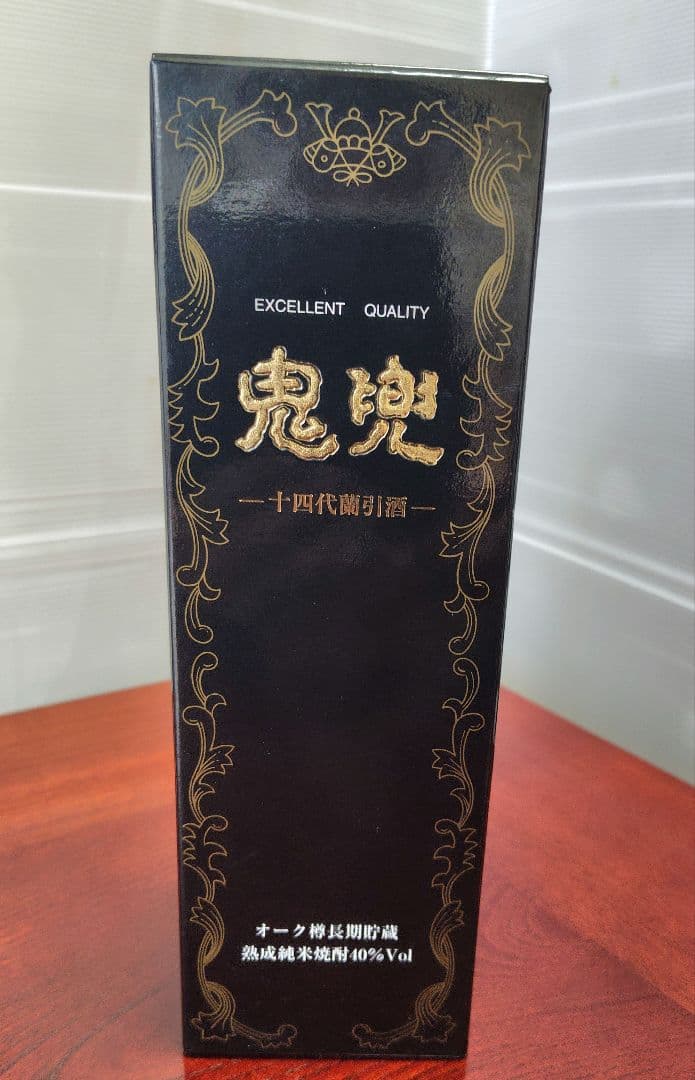 EXCELLENT QUALITY
鬼兜
―十四代蘭引酒―
オーク樽長期貯蔵
熟成純米焼酎40%Vol